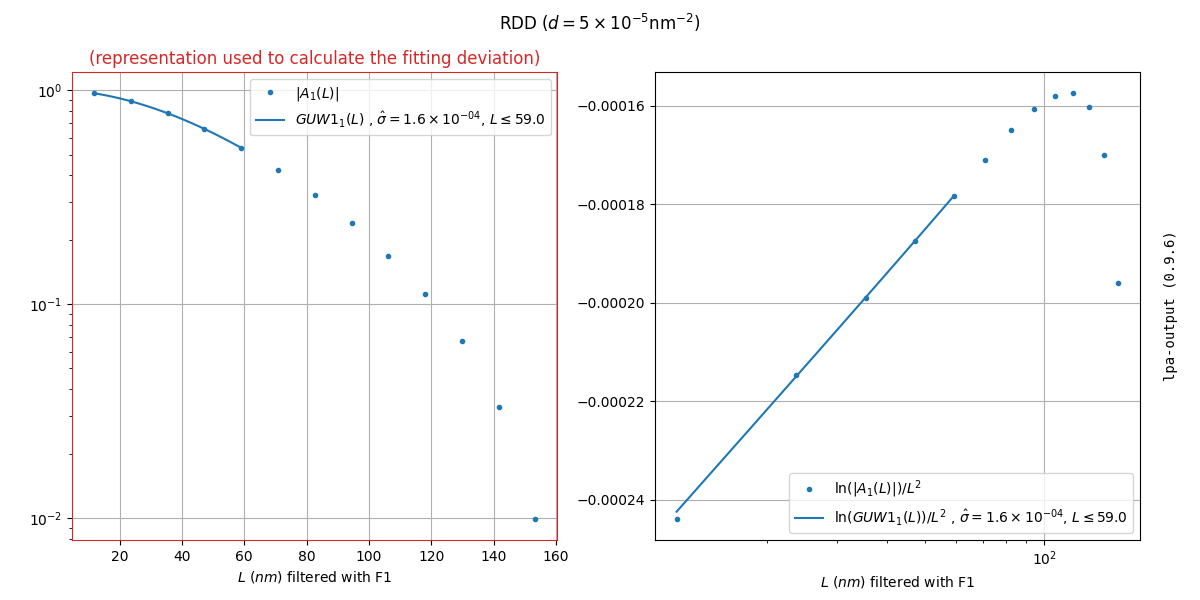 RDD ($d = 5 \times 10^{-5}$nm$^{-2}$)
(representation used to calculate the fitting deviation)
|A₁(L)|
GUW1₁(L) , σ̂ = 1.6 × 10⁻⁰⁴, L ≤ 59.0
10⁰
10⁻¹
10⁻²
20 40 60 80 100 120 140 160
L (nm) filtered with F1
−0.00016
−0.00018
−0.00020
−0.00022
−0.00024
ln(|A₁(L)|)/L²
ln(GUW1₁(L))/L² , σ̂ = 1.6 × 10⁻⁰⁴, L ≤ 59.0
10²
L (nm) filtered with F1
lpa-output (0.9.6)